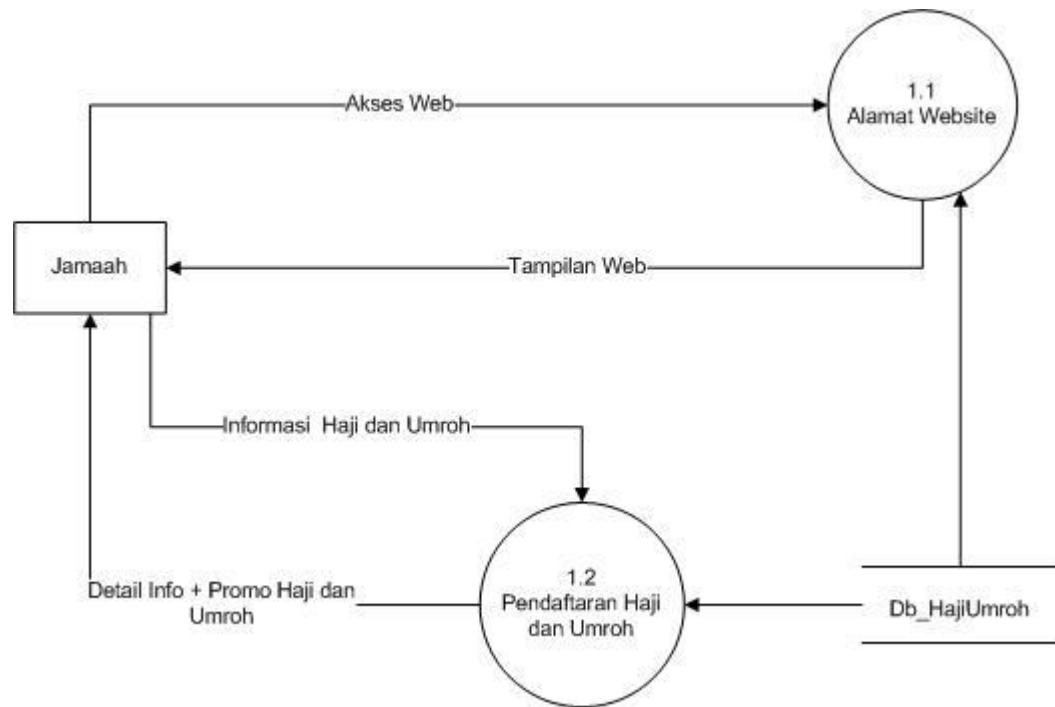 1.1
Alamat Website
Akses Web
Jamaah
Tampilan Web
Informasi Haji dan Umroh
1.2
Pendaftaran Haji
dan Umroh
Detail Info + Promo Haji dan
Umroh
Db_HajiUmroh